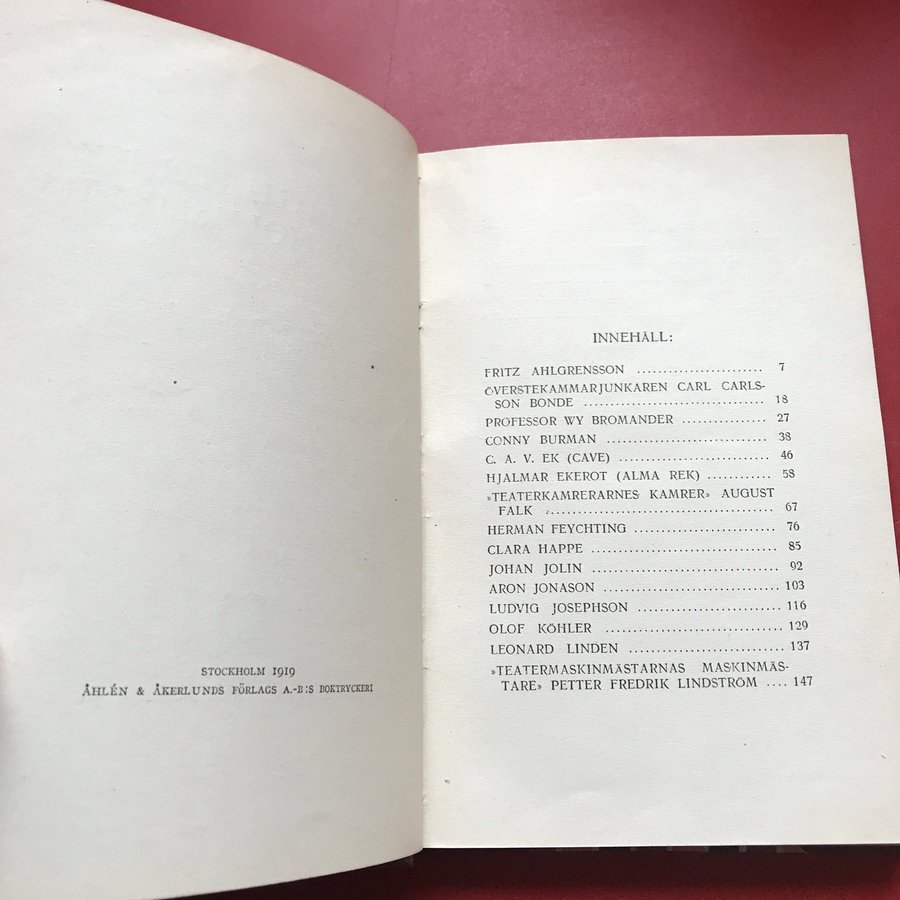 STOCKHOLM 1919
ÅHLÉN & ÅKERLUNDS FÖRLAGS A.-B:S BOKTRYCKERI
INNEHÅLL:
FRITZ AHLGRENSSON ....................... 7
ÖVERSTEKAMMARJUNKAREN CARL CARLS-
SON BONDE ................................ 18
PROFESSOR WY BROMANDER ............... 27
CONNY BURMAN ............................ 38
C. A. V. EK (CAVE) .......................... 46
HJALMAR EKEROT (ALMA REK) ............ 58
»TEATERKAMRERARNES KAMRER» AUGUST
FALK ....................................... 67
HERMAN FEYCHTING ........................ 76
CLARA HAPPE ................................ 85
JOHAN JOLIN ................................ 92
ARON JONASON .............................. 103
LUDVIG JOSEPHSON ........................ 116
OLOF KÖHLER .............................. 129
LEONARD LINDEN .......................... 137
»TEATERMASKINMÄSTARNAS MASKINMÄS-
TARE» PETTER FREDRIK LINDSTRÖM .... 147